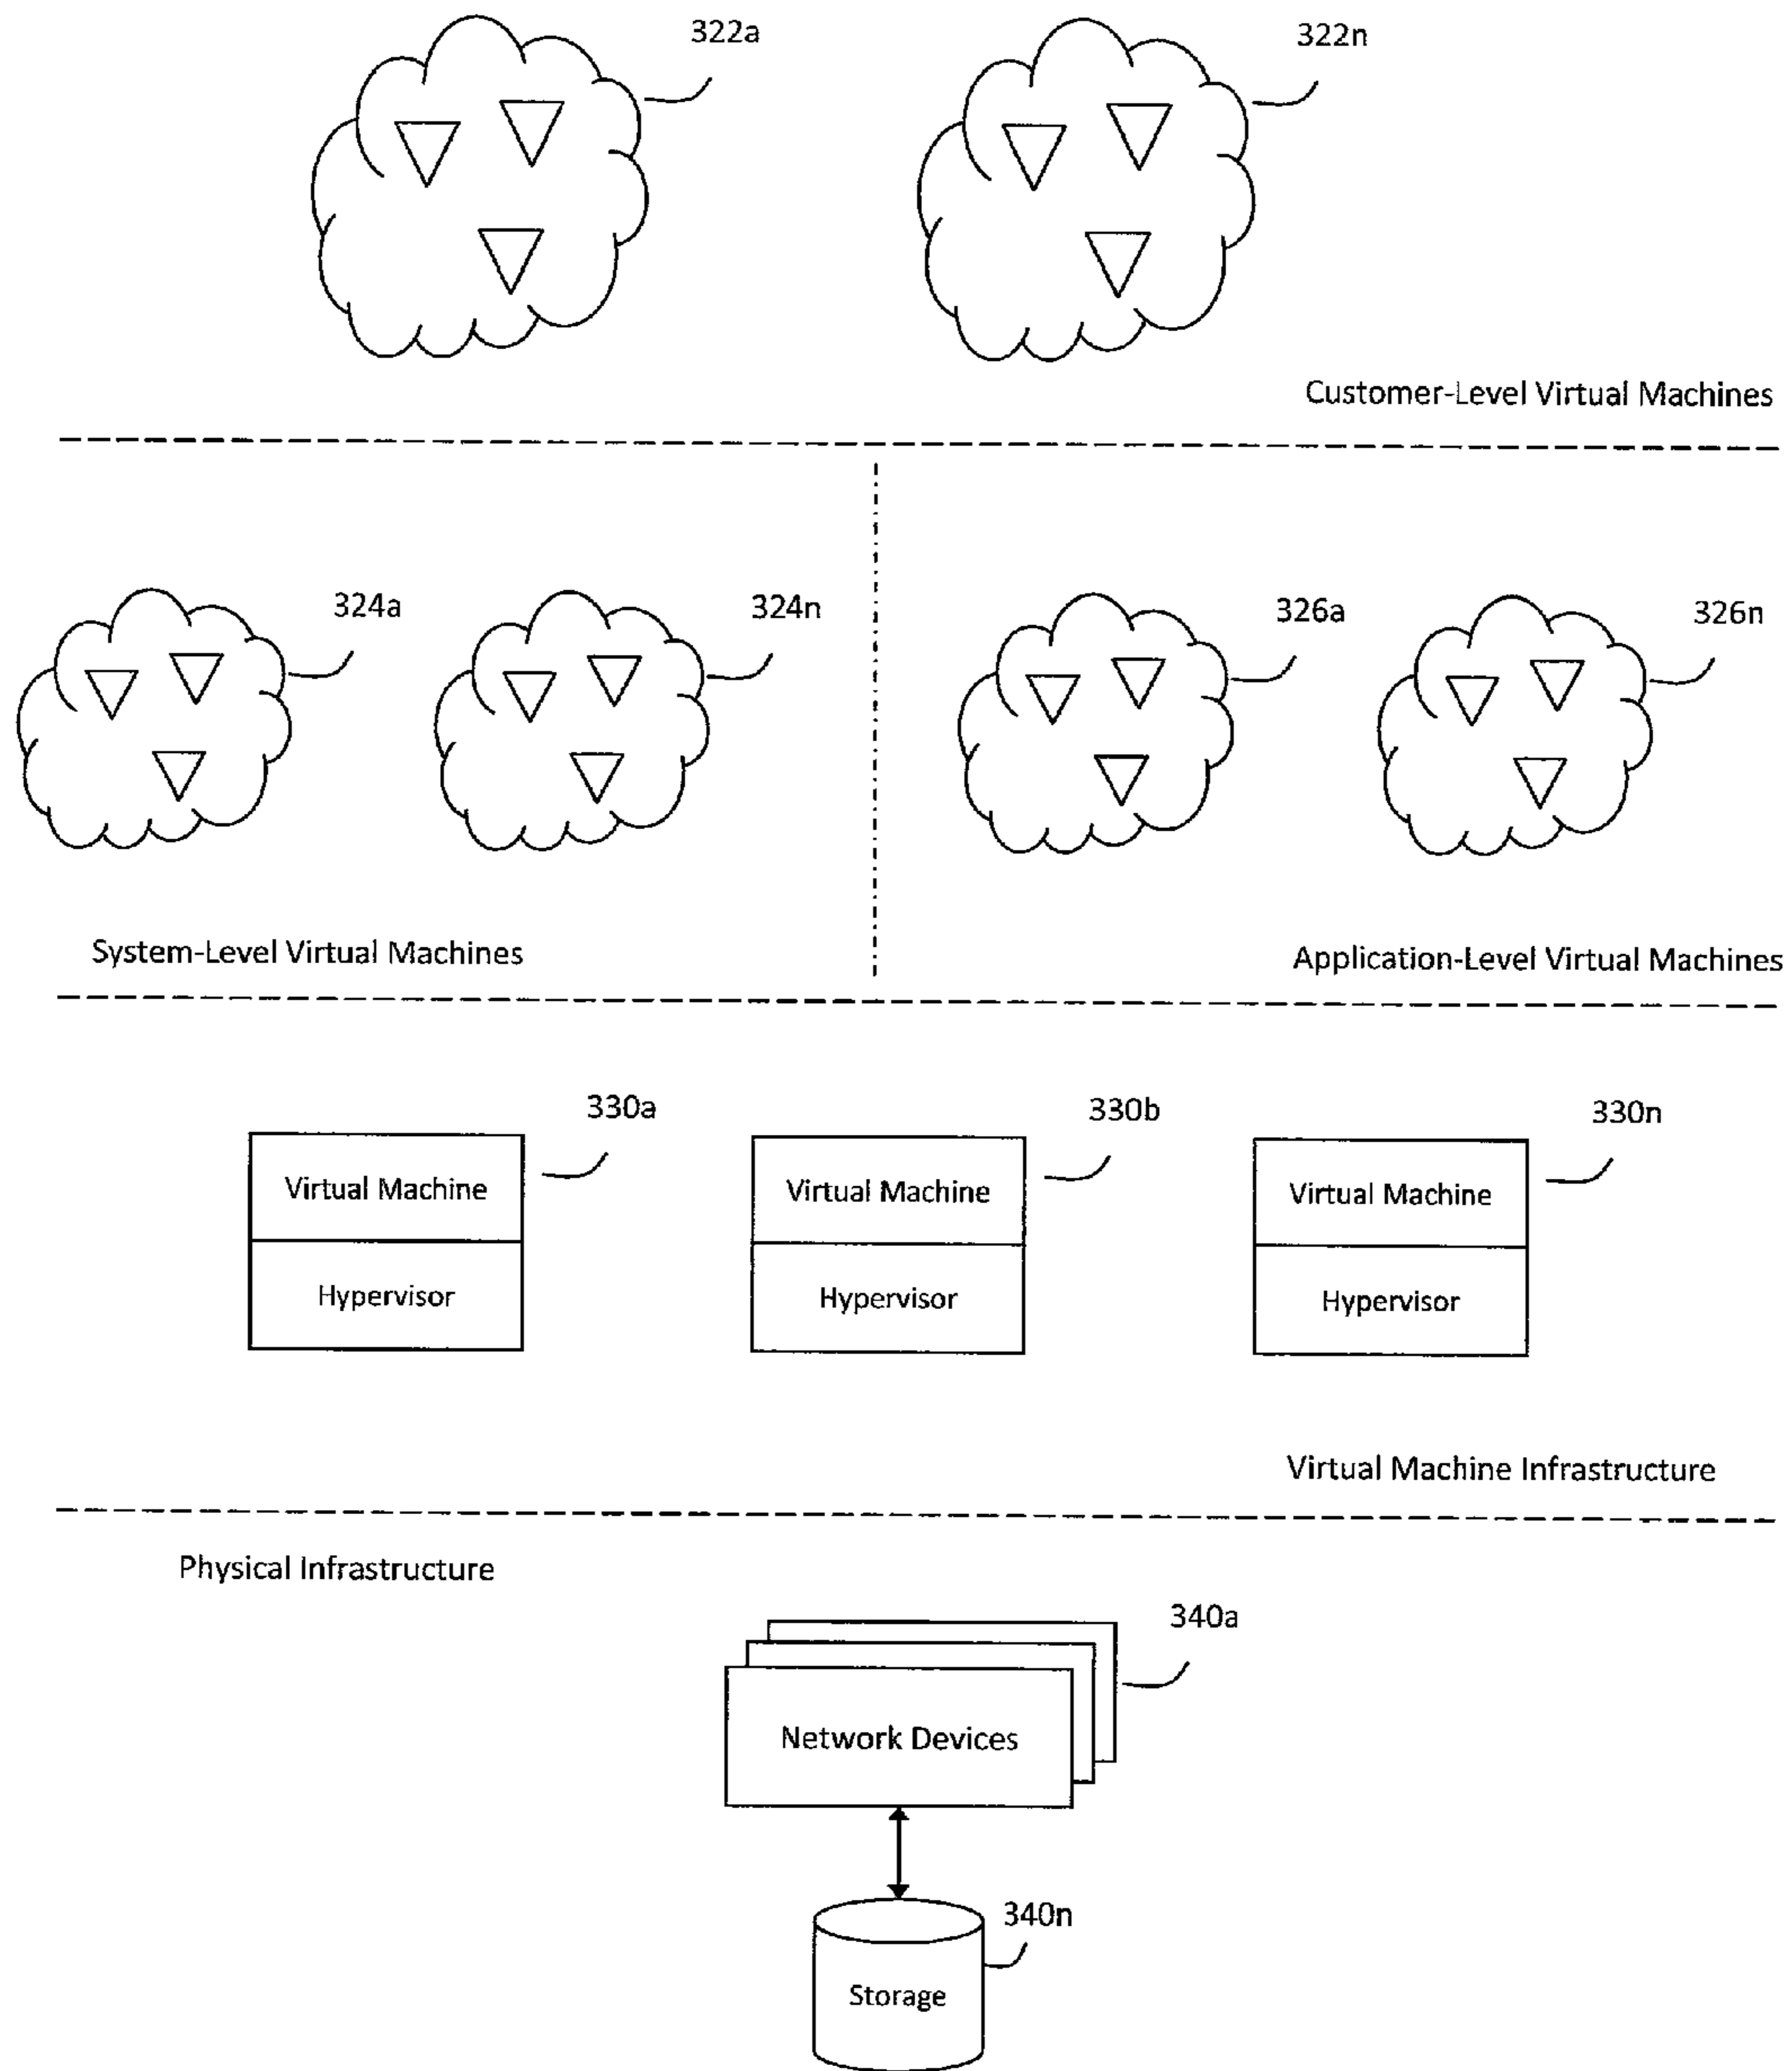 322a
322n
Customer-Level Virtual Machines
324a
324n
326a
326n
System-Level Virtual Machines
Application-Level Virtual Machines
330a
330b
330n
Virtual Machine
Virtual Machine
Virtual Machine
Hypervisor
Hypervisor
Hypervisor
Virtual Machine Infrastructure
Physical Infrastructure
340a
Network Devices
340n
Storage